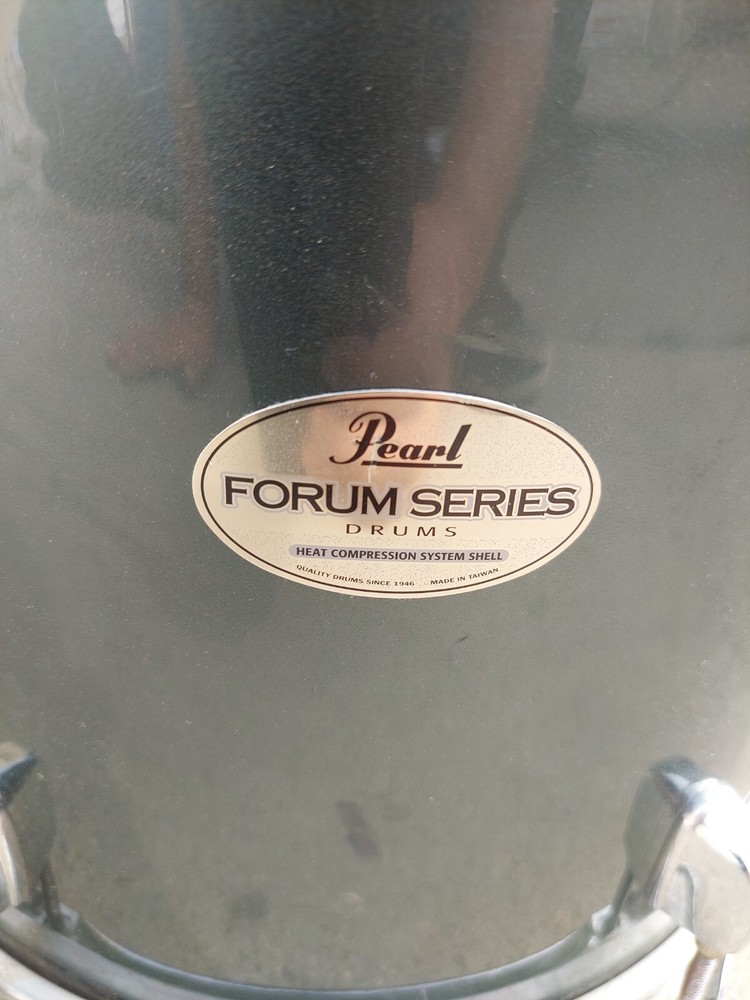 Pearl
FORUM SERIES
DRUMS
HEAT COMPRESSION SYSTEM SHELL
QUALITY DRUMS SINCE 1946 MADE IN TAIWAN